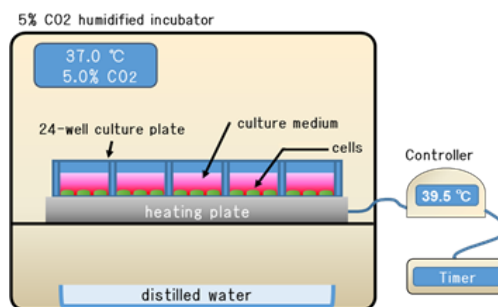 5% CO2 humidified incubator
37.0 ℃
5.0% CO2
24-well culture plate
culture medium
cells
Controller
39.5 ℃
heating plate
Timer
distilled water